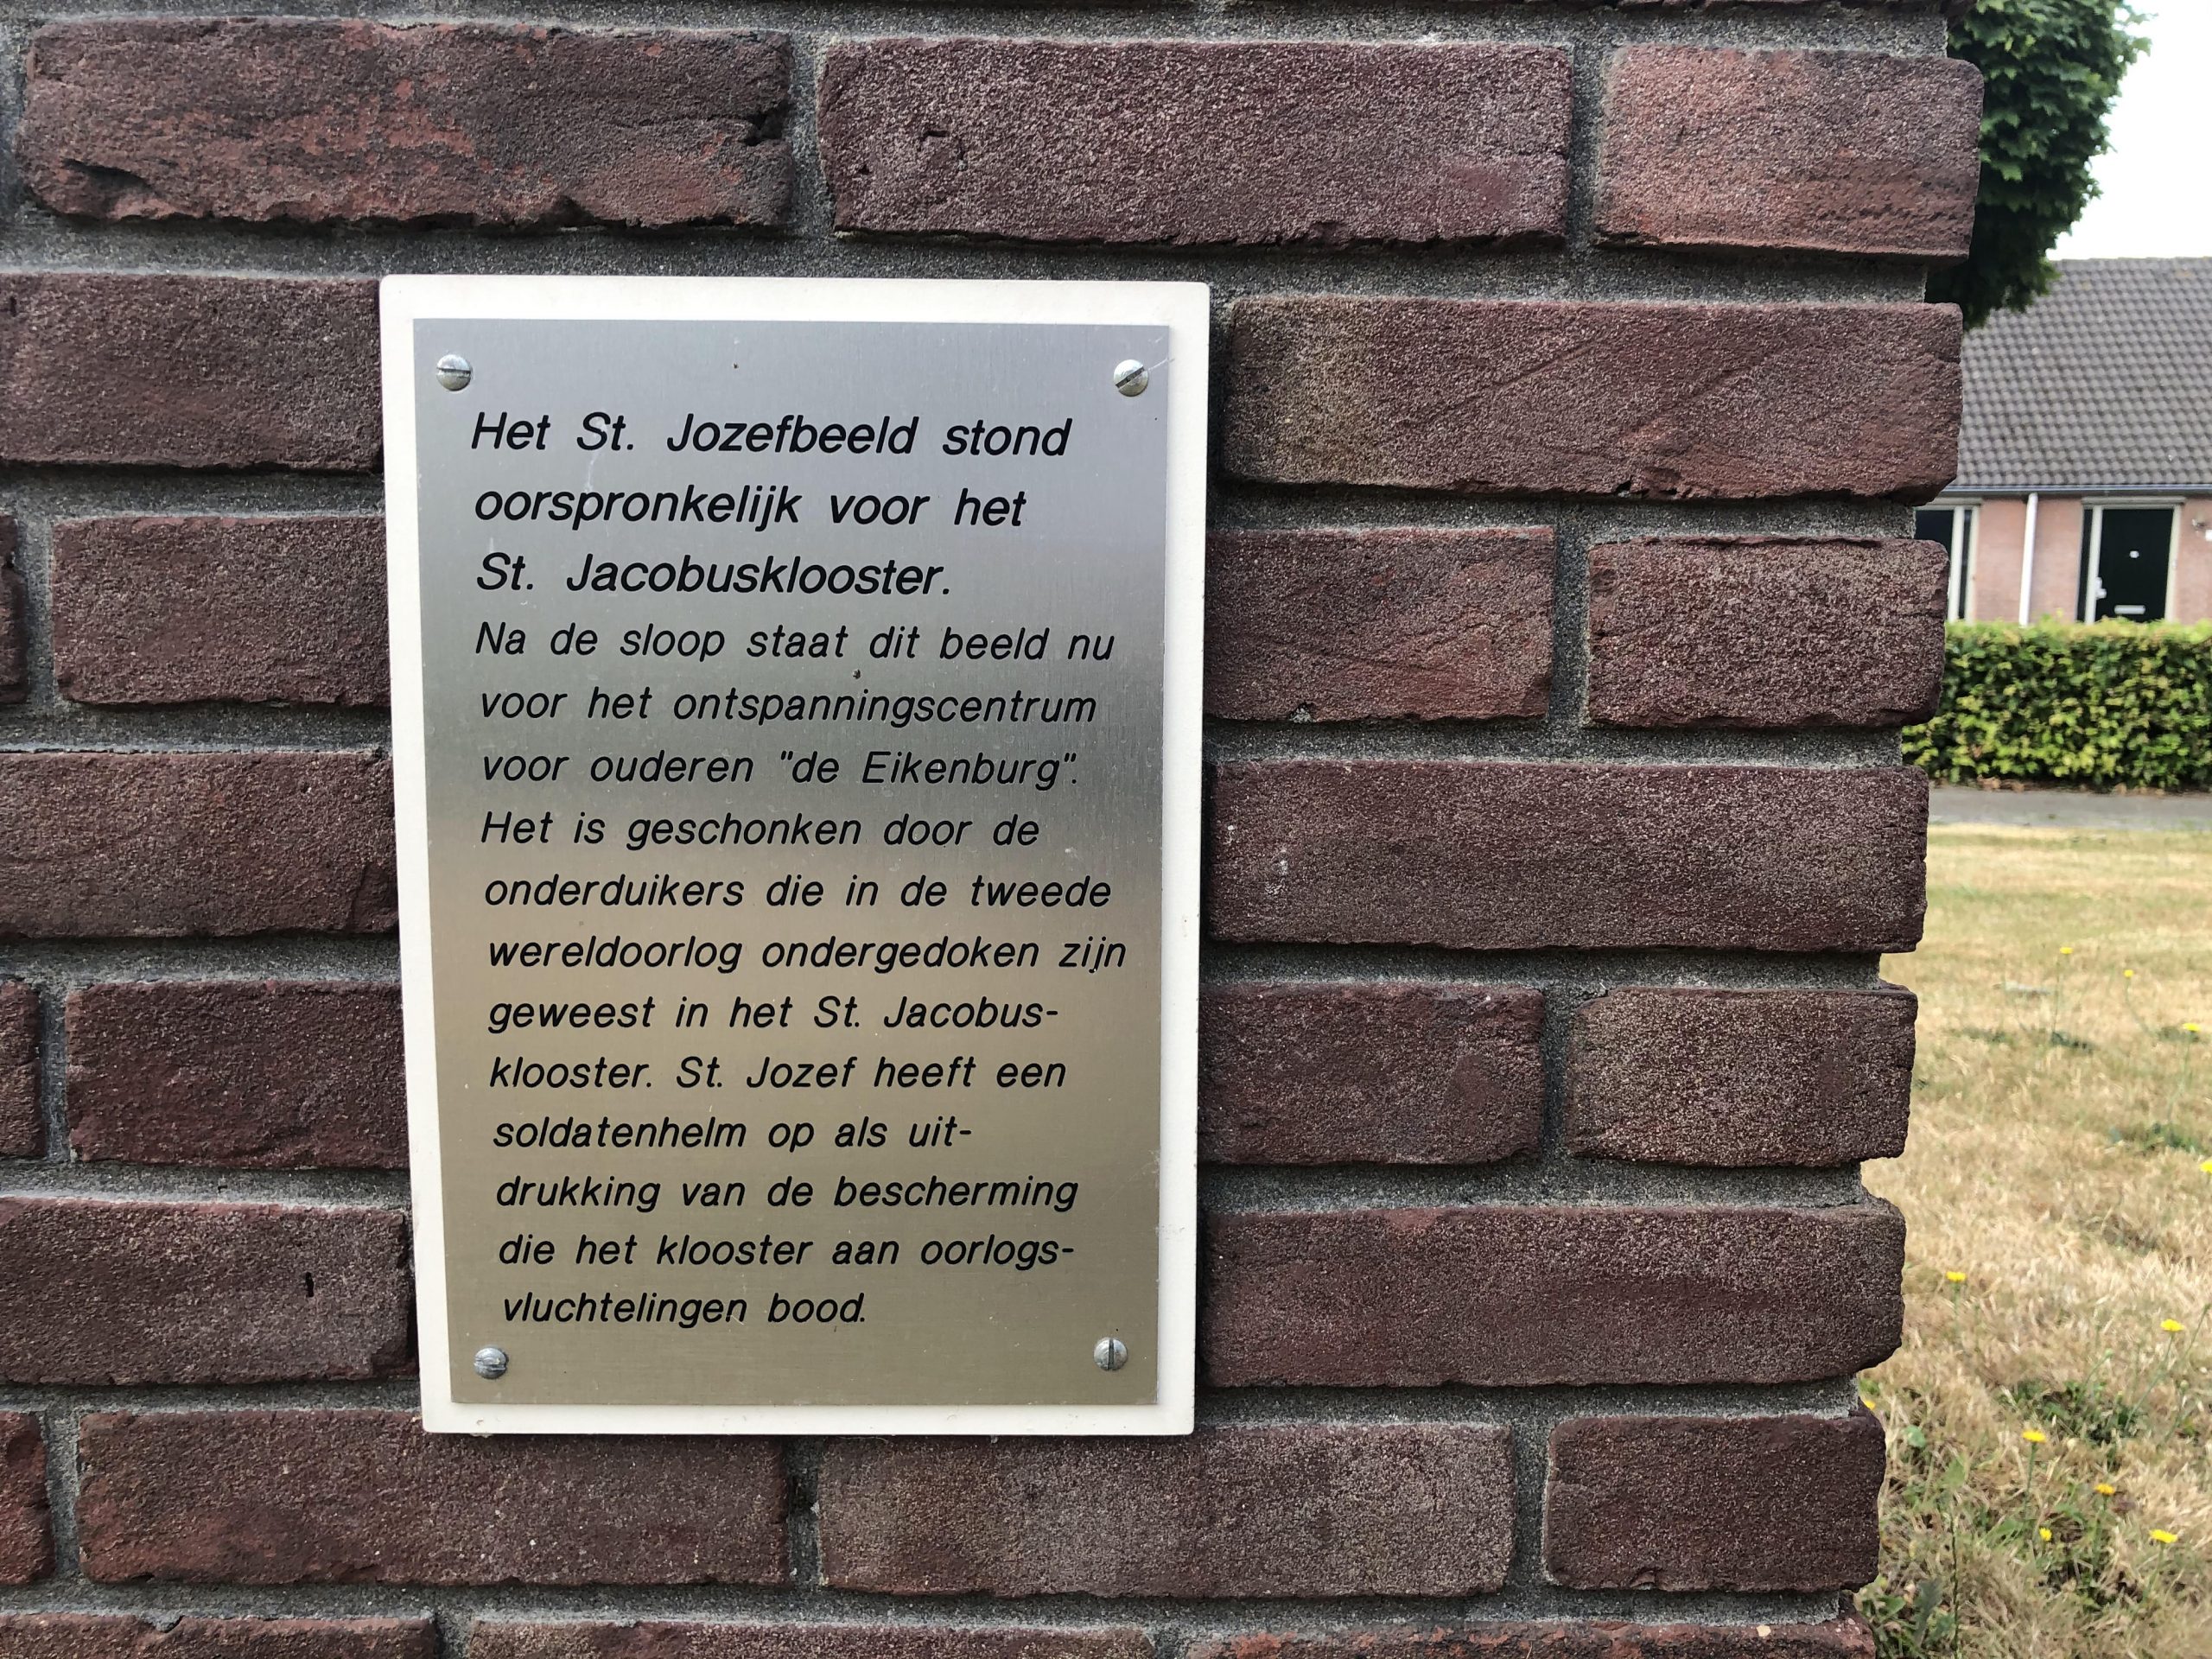 Het St. Jozefbeeld stond
oorspronkelijk voor het
St. Jacobusklooster.
Na de sloop staat dit beeld nu
voor het ontspanningscentrum
voor ouderen "de Eikenburg".
Het is geschonken door de
onderduikers die in de tweede
wereldoorlog ondergedoken zijn
geweest in het St. Jacobus-
klooster. St. Jozef heeft een
soldatenhelm op als uit-
drukking van de bescherming
die het klooster aan oorlogs-
vluchtelingen bood.